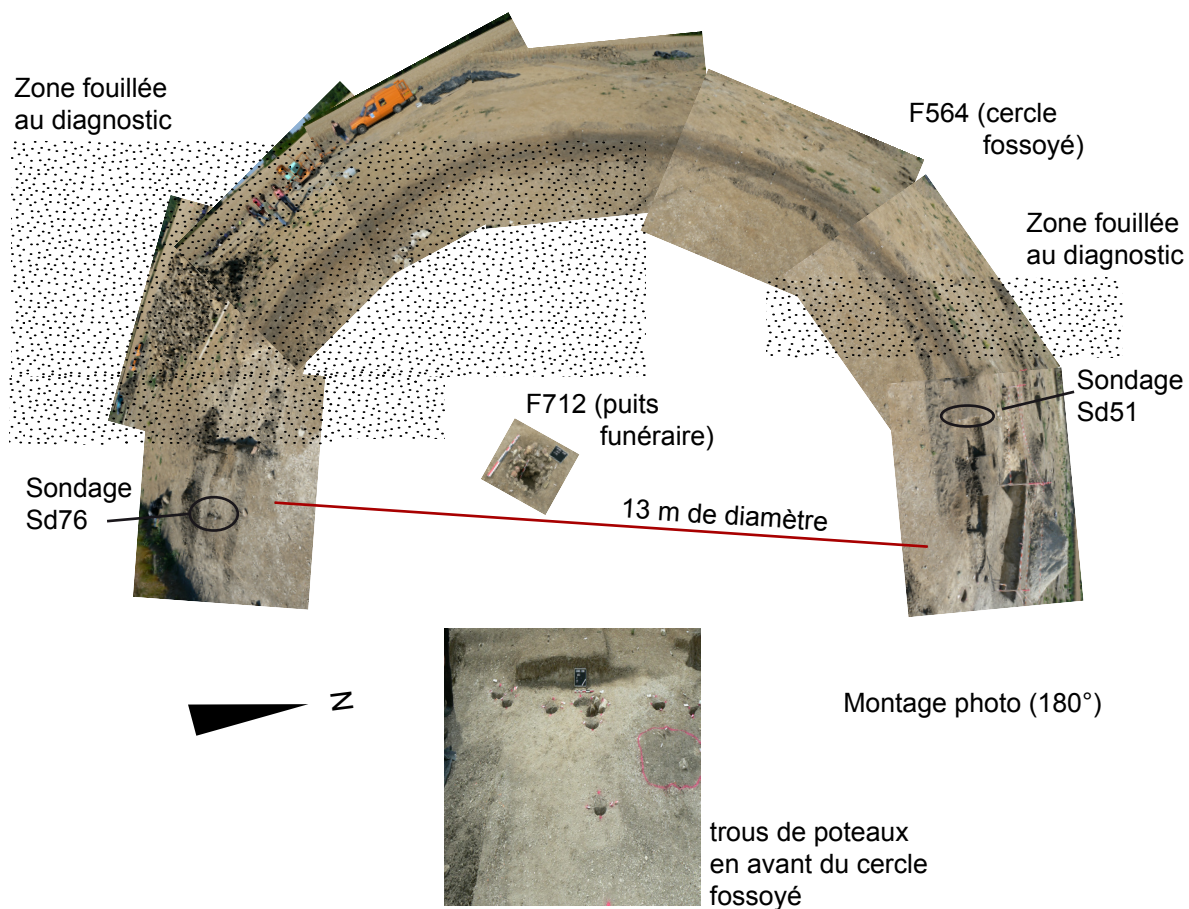 Zone fouillée
au diagnostic
F564 (cercle
fossoyé)
Zone fouillée
au diagnostic
Sondage
Sd51
F712 (puits
funéraire)
Sondage
Sd76
13 m de diamètre
N
Montage photo (180°)
trous de poteaux
en avant du cercle
fossoyé